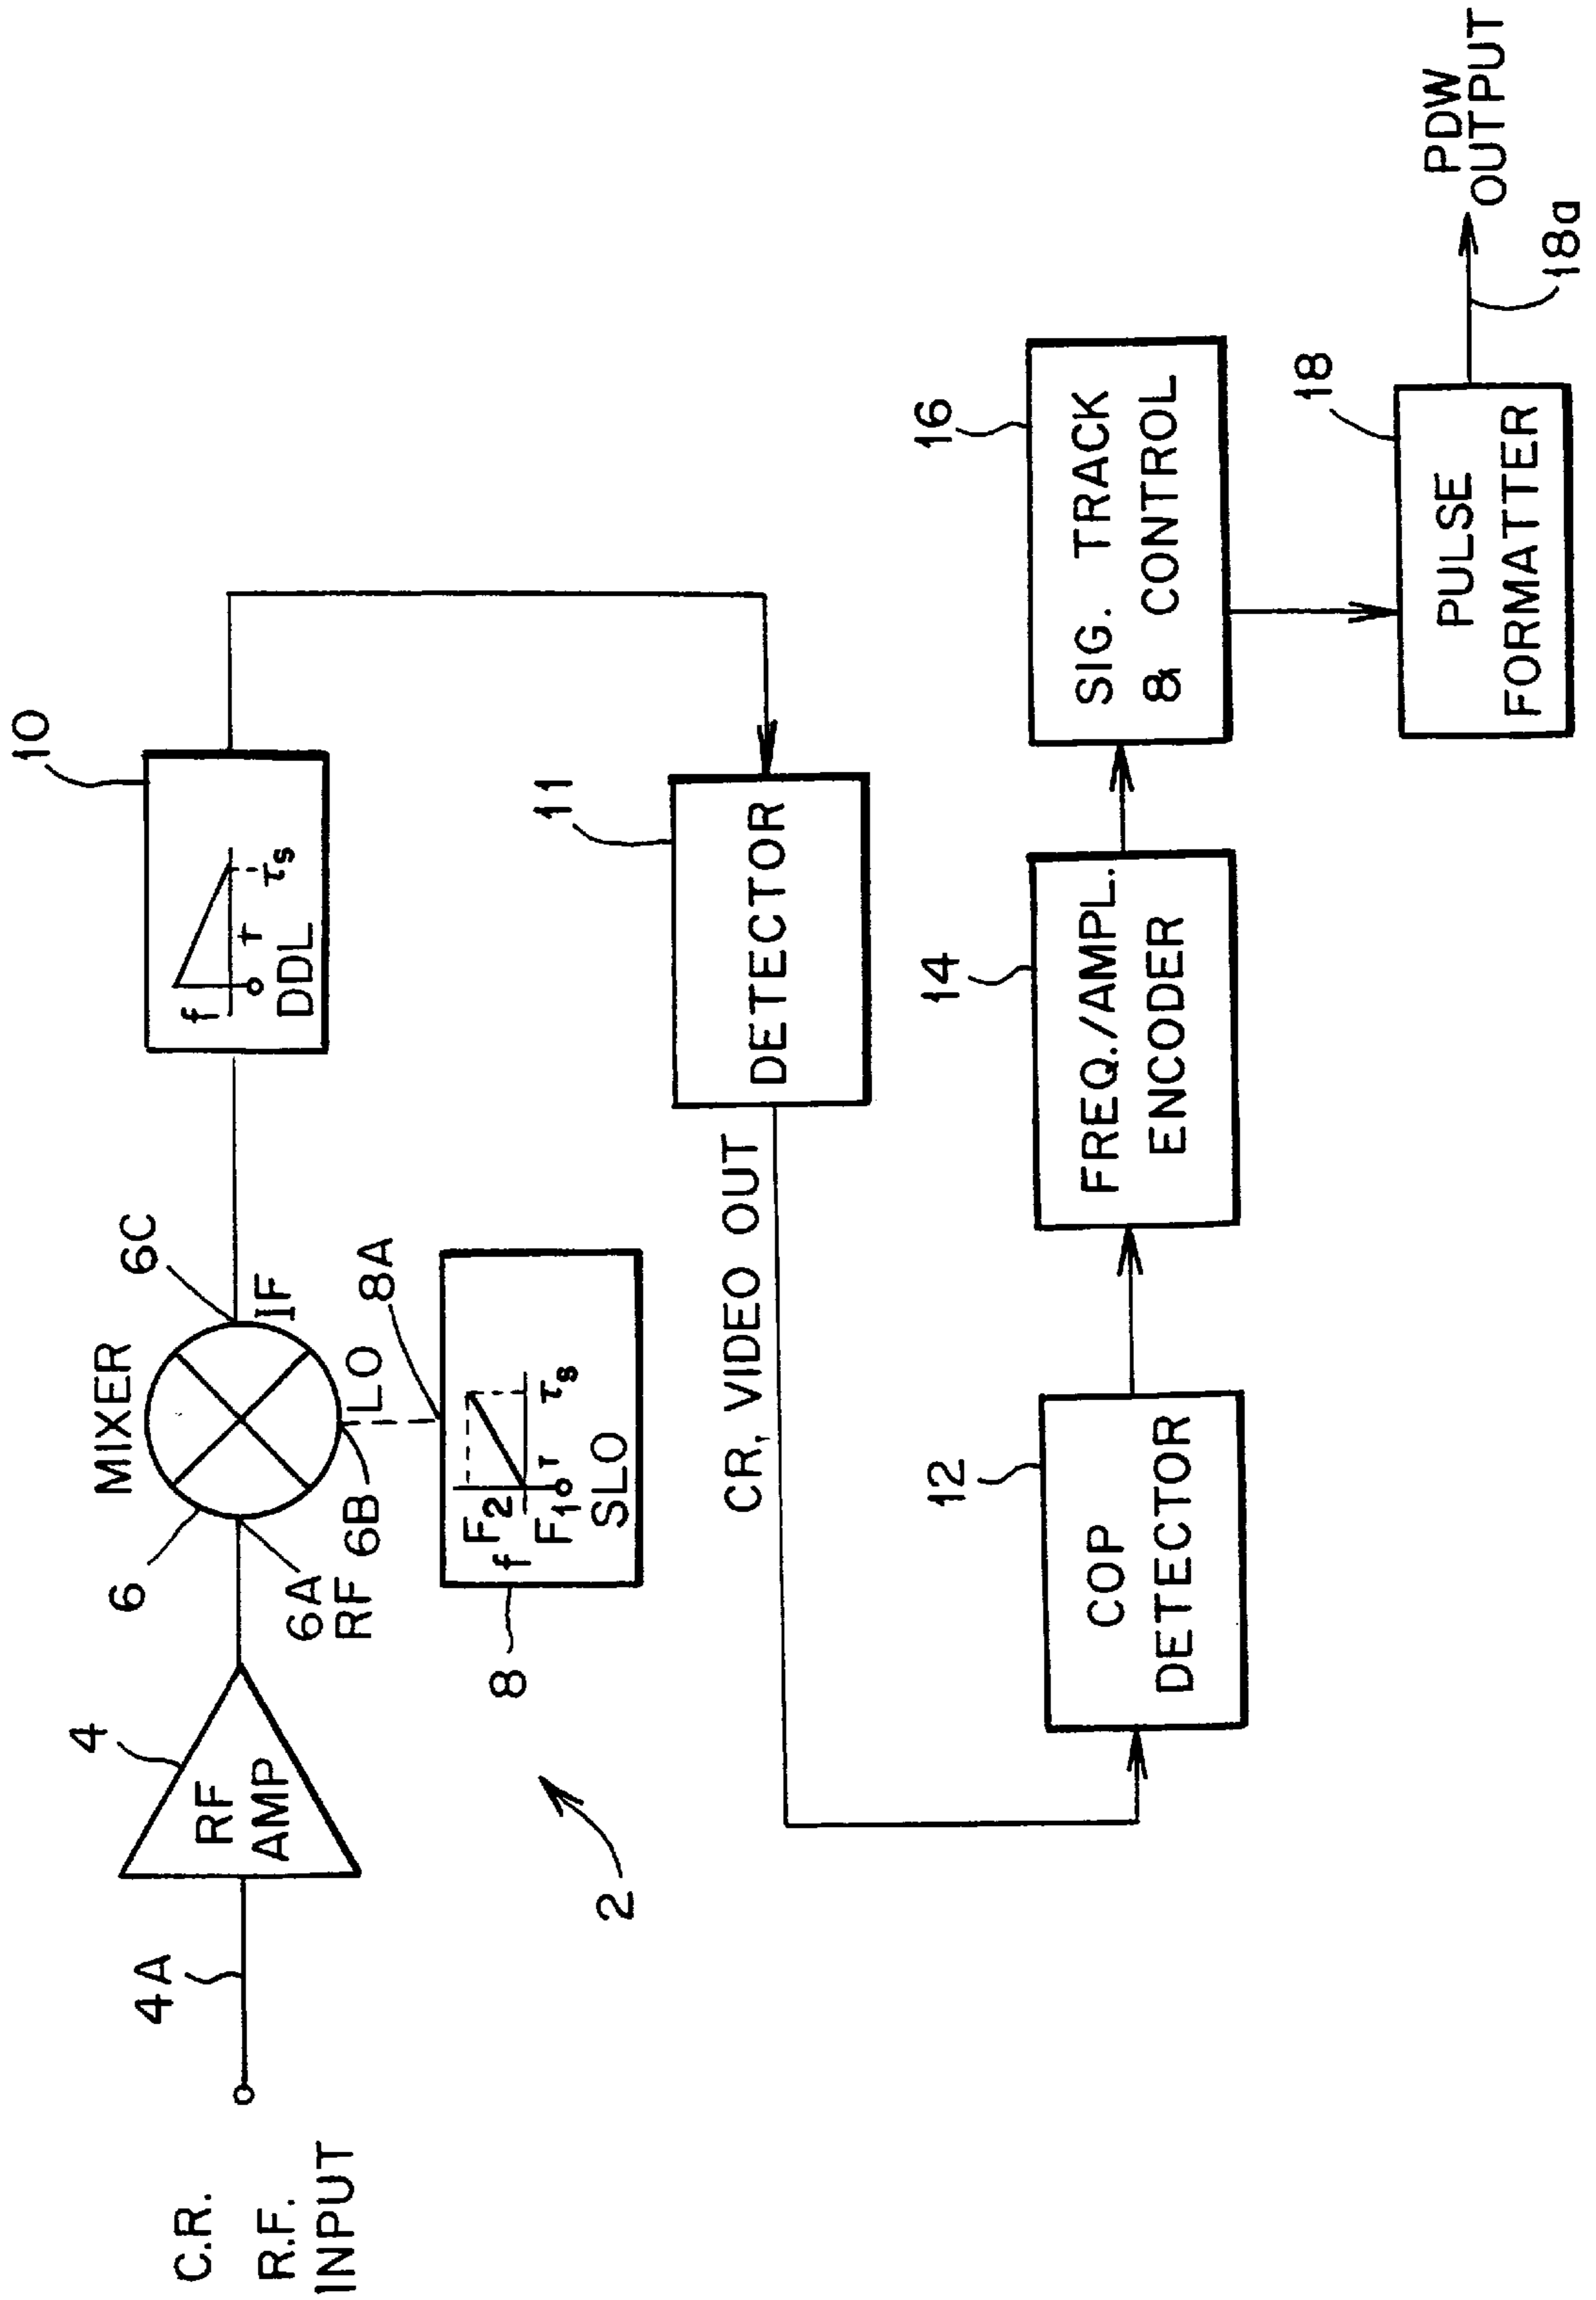 C.R.
R.F.
INPUT
4A
4
RF
AMP
6
MIXER
6A
RF
6B
LO
6C
IF
8A
8
F2
f
F1
T
τs
SLO
10
f
T
τs
DDL
2
11
DETECTOR
CR, VIDEO OUT
12
COP
DETECTOR
14
FREQ./AMPL.
ENCODER
16
SIG. TRACK
& CONTROL
18
PULSE
FORMATTER
18a
PDW
OUTPUT